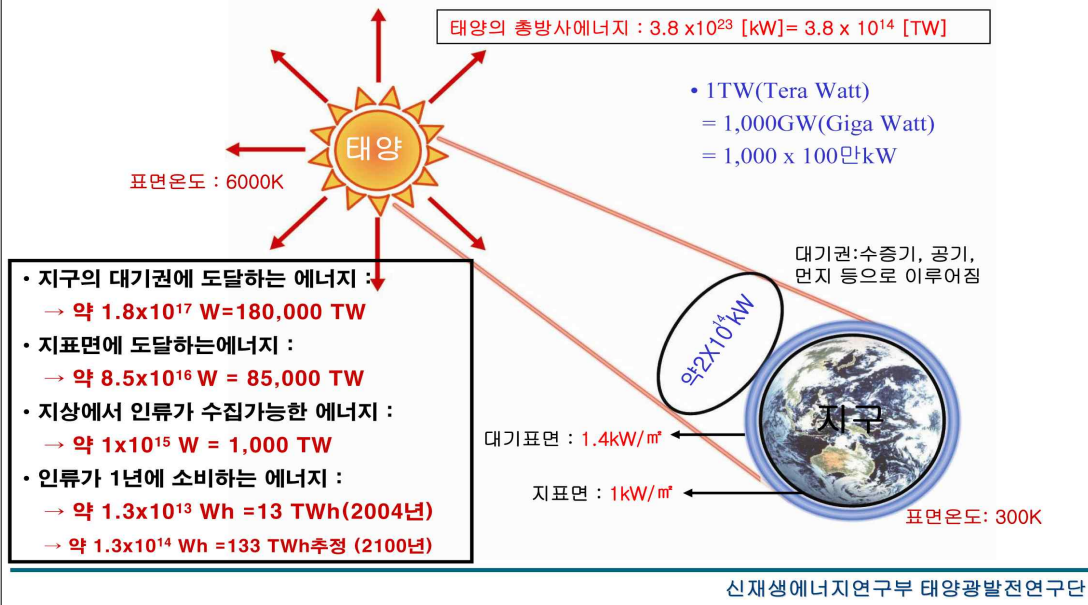 태양의 총방사에너지 : 3.8 x10²³ [kW]= 3.8 x 10¹⁴ [TW]
• 1TW(Tera Watt)
= 1,000GW(Giga Watt)
= 1,000 x 100만kW
태양
표면온도 : 6000K
대기권:수증기, 공기,
먼지 등으로 이루어짐
• 지구의 대기권에 도달하는 에너지 :
→ 약 1.8x10¹⁷ W=180,000 TW
• 지표면에 도달하는에너지 :
→ 약 8.5x10¹⁶ W = 85,000 TW
• 지상에서 인류가 수집가능한 에너지 :
→ 약 1x10¹⁵ W = 1,000 TW
• 인류가 1년에 소비하는 에너지 :
→ 약 1.3x10¹³ Wh =13 TWh(2004년)
→ 약 1.3x10¹⁴ Wh =133 TWh추정 (2100년)
약2X10¹⁴kW
지구
대기표면 : 1.4kW/㎡
지표면 : 1kW/㎡
표면온도: 300K
신재생에너지연구부 태양광발전연구단